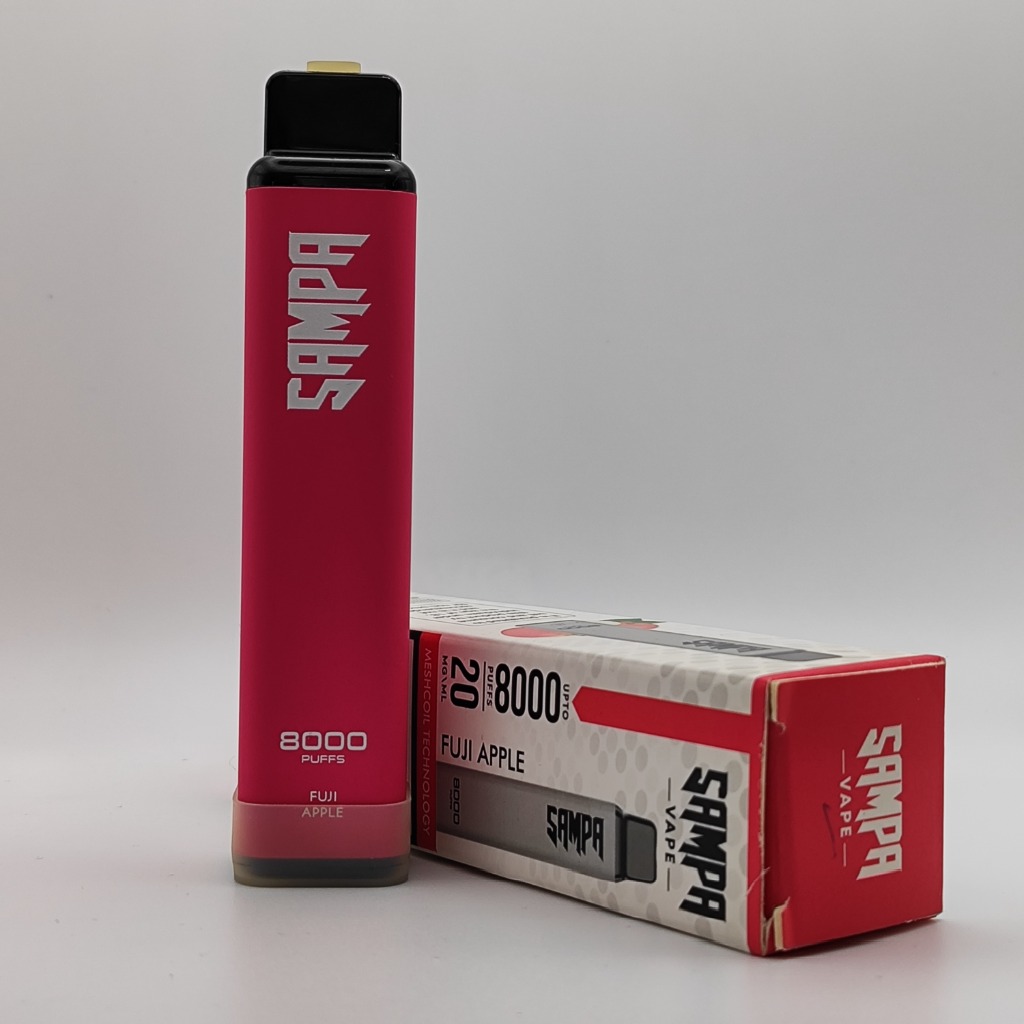 SAMPA
8000
PUFFS
FUJI
APPLE
MESHCOIL TECHNOLOGY
20
MG\ML
UPTO
8000
PUFFS
FUJI APPLE
8000
SAMPA
SAMPA
VAPE
SAMPA
VAPE